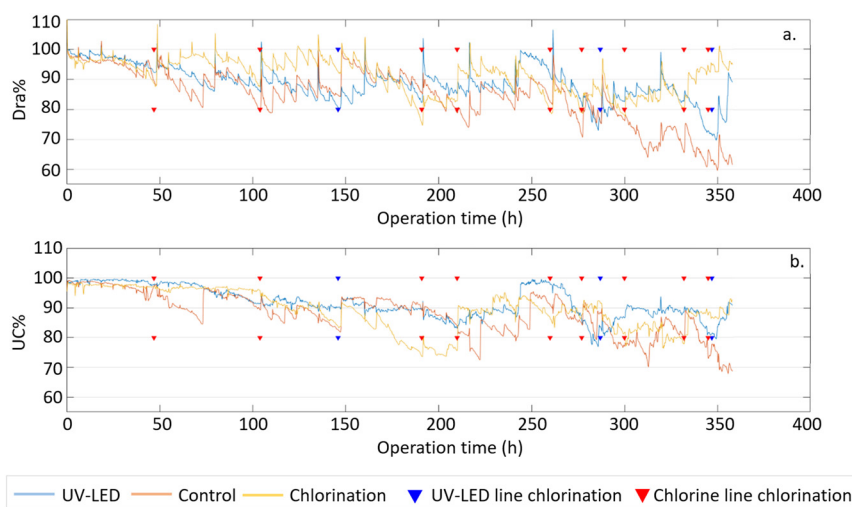 110
a.
100
90
Dra%
80
70
60
0 50 100 150 200 250 300 350 400
Operation time (h)
110
b.
100
90
UC%
80
70
60
0 50 100 150 200 250 300 350 400
Operation time (h)
UV-LED Control Chlorination UV-LED line chlorination Chlorine line chlorination